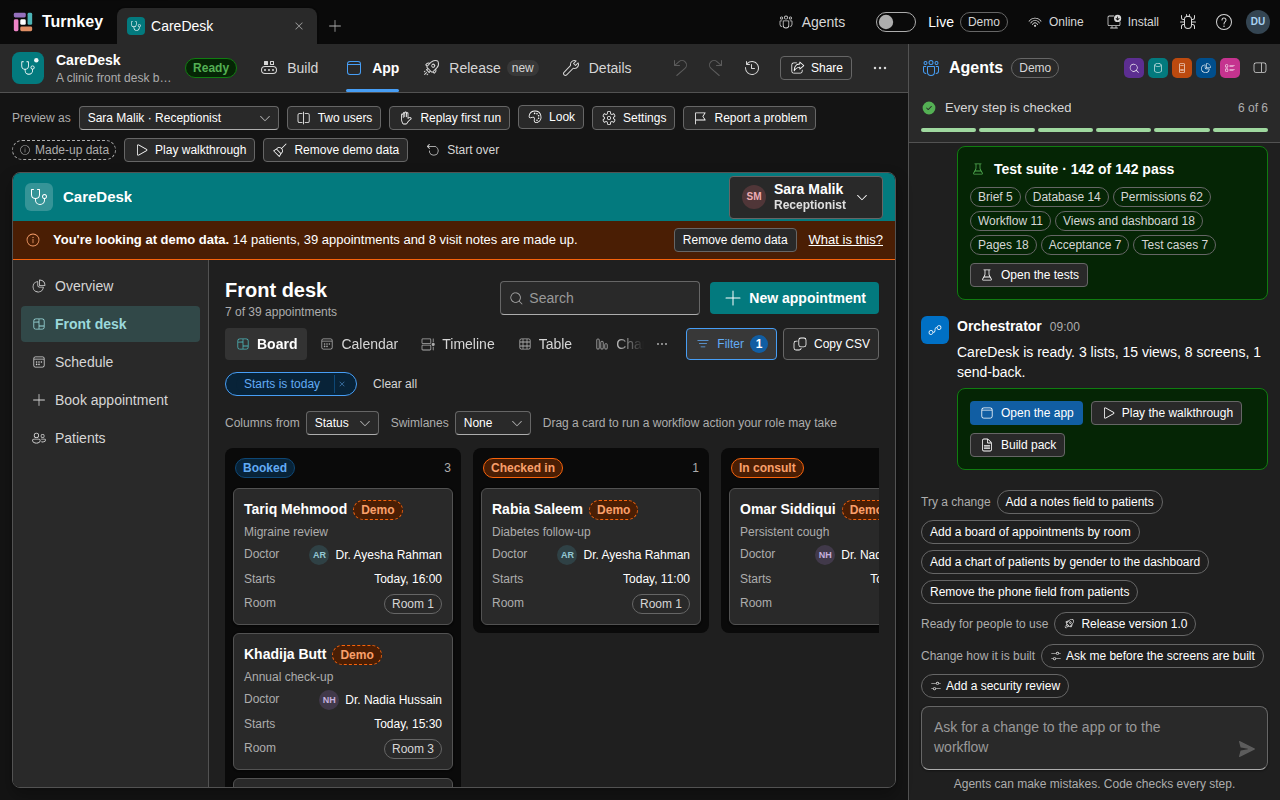 Turnkey
CareDesk
Agents
Live
Demo
Online
Install
DU
CareDesk
A clinic front desk b…
Ready
Build
App
Release new
Details
Share
Agents
Demo
Every step is checked
6 of 6
Preview as
Sara Malik · Receptionist
Two users
Replay first run
Look
Settings
Report a problem
Made-up data
Play walkthrough
Remove demo data
Start over
CareDesk
SM
Sara Malik
Receptionist
You're looking at demo data. 14 patients, 39 appointments and 8 visit notes are made up.
Remove demo data
What is this?
Overview
Front desk
Schedule
Book appointment
Patients
Front desk
7 of 39 appointments
Search
New appointment
Board
Calendar
Timeline
Table
Cha
Filter 1
Copy CSV
Starts is today
Clear all
Columns from
Status
Swimlanes
None
Drag a card to run a workflow action your role may take
Booked 3
Tariq Mehmood Demo
Migraine review
Doctor AR Dr. Ayesha Rahman
Starts Today, 16:00
Room Room 1
Khadija Butt Demo
Annual check-up
Doctor NH Dr. Nadia Hussain
Starts Today, 15:30
Room Room 3
Checked in 1
Rabia Saleem Demo
Diabetes follow-up
Doctor AR Dr. Ayesha Rahman
Starts Today, 11:00
Room Room 1
In consult
Omar Siddiqui Demo
Persistent cough
Doctor NH Dr. Nad
Starts To
Room
Test suite · 142 of 142 pass
Brief 5
Database 14
Permissions 62
Workflow 11
Views and dashboard 18
Pages 18
Acceptance 7
Test cases 7
Open the tests
Orchestrator 09:00
CareDesk is ready. 3 lists, 15 views, 8 screens, 1
send-back.
Open the app
Play the walkthrough
Build pack
Try a change
Add a notes field to patients
Add a board of appointments by room
Add a chart of patients by gender to the dashboard
Remove the phone field from patients
Ready for people to use
Release version 1.0
Change how it is built
Ask me before the screens are built
Add a security review
Ask for a change to the app or to the
workflow
Agents can make mistakes. Code checks every step.